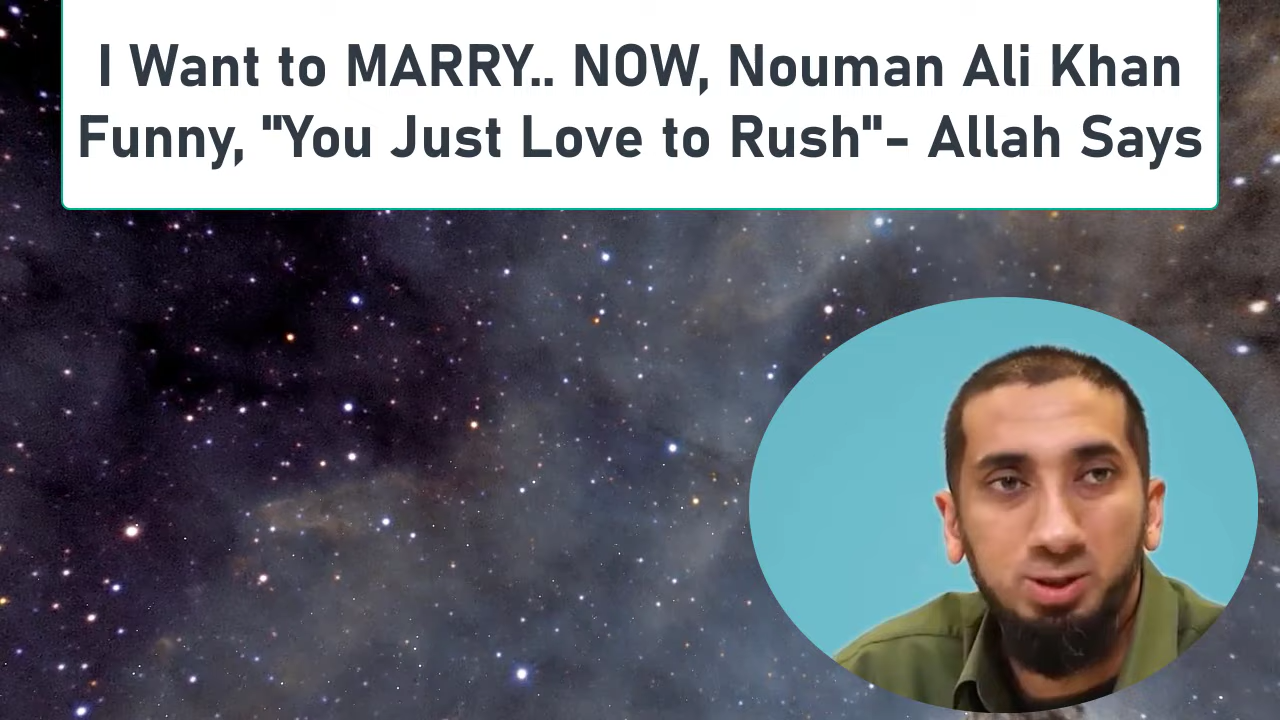 I Want to MARRY.. NOW, Nouman Ali Khan
Funny, "You Just Love to Rush"- Allah Says